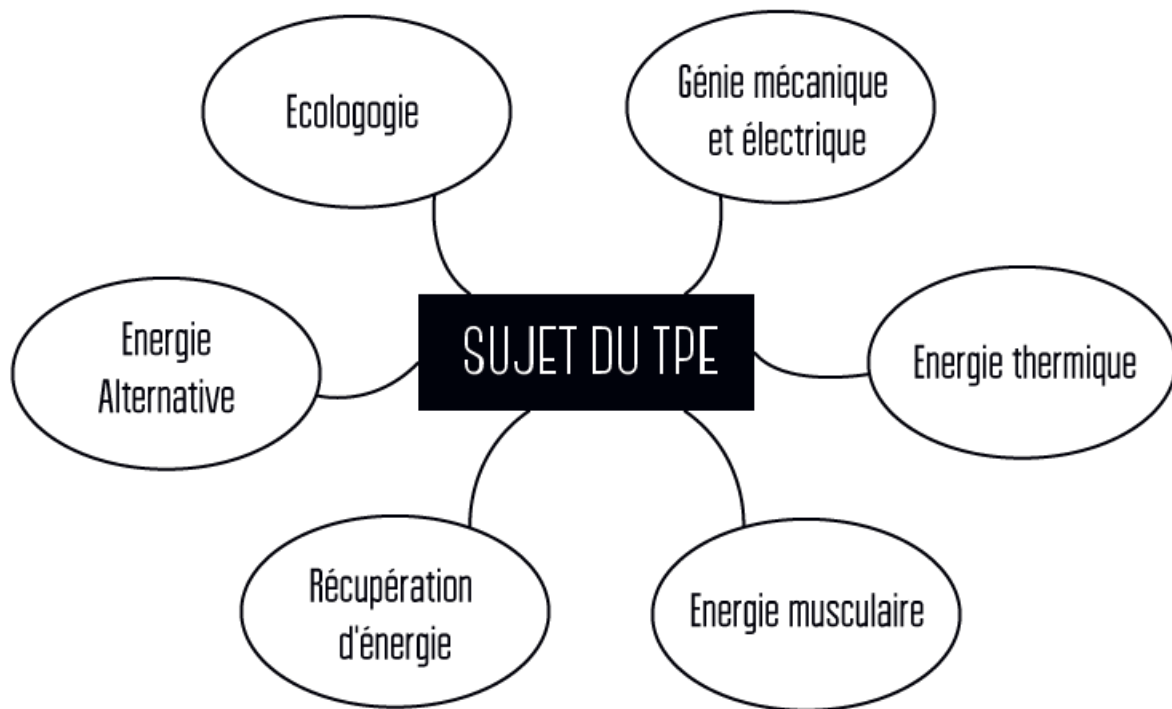 Ecologogie
Génie mécanique
et électrique
Energie
Alternative
SUJET DU TPE
Energie thermique
Récupération
d'énergie
Energie musculaire